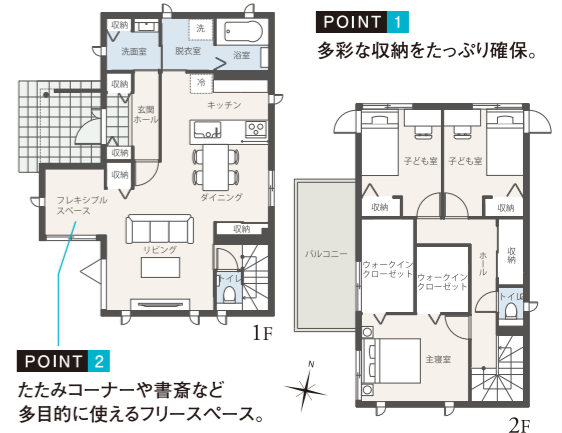 POINT 1
多彩な収納をたっぷり確保。
収納
洗面室
洗
脱衣室
浴室
収納
玄関
ホール
冷
キッチン
収納
収納
フレキシブル
スペース
ダイニング
収納
リビング
トイレ
1F
POINT 2
たたみコーナーや書斎など
多目的に使えるフリースペース。
N
子ども室
子ども室
収納
収納
バルコニー
ウォークイン
クローゼット
ウォークイン
クローゼット
ホール
収納
トイレ
主寝室
2F